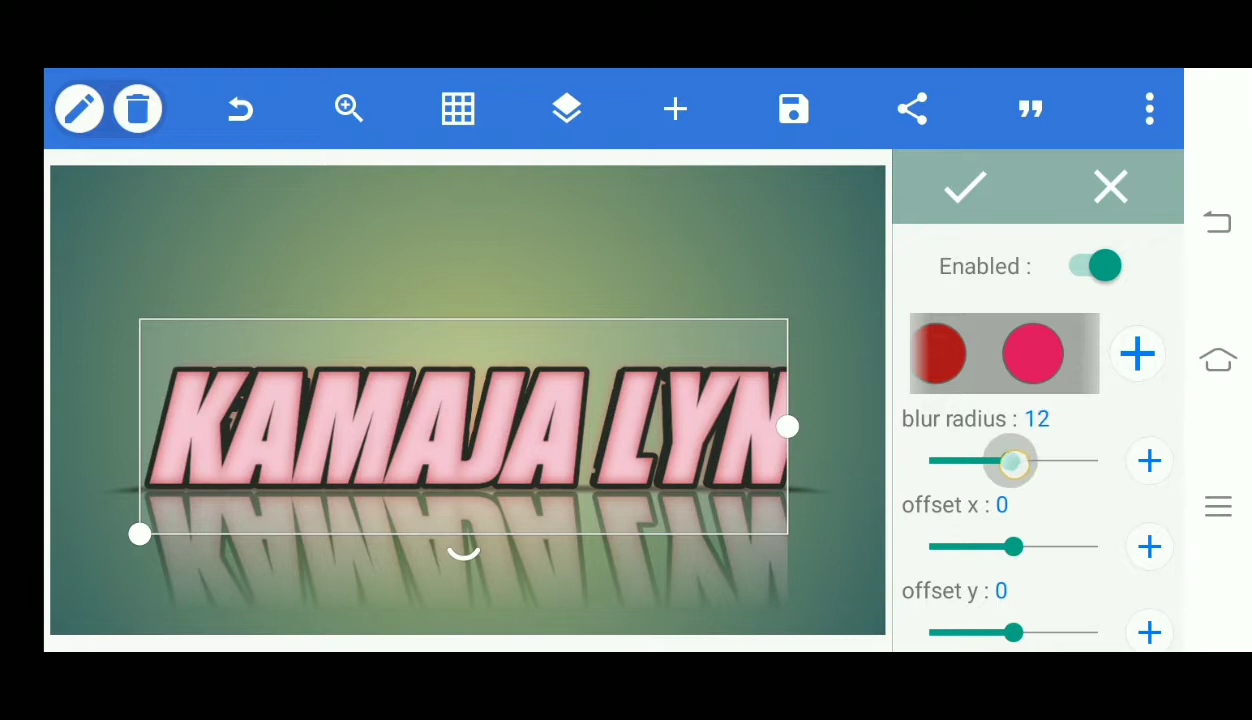 Enabled :
KAMAJA LYN
blur radius : 12
offset x : 0
offset y : 0